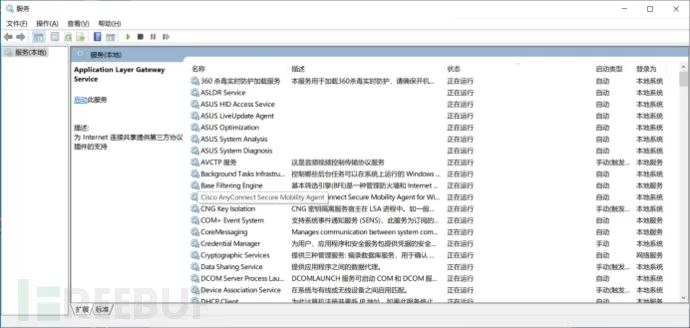 服务
文件(F) 操作(A) 查看(V) 帮助(H)
服务(本地)
服务(本地)
Application Layer Gateway
Service
启动此服务
描述:
为 Internet 连接共享提供第三方协议
插件的支持
名称 描述 状态 启动类型 登录为
360 杀毒实时防护加载服务 本服务用于加载360杀毒实时防护，请确保开机... 正在运行 自动 本地系统
ASLDR Service 正在运行 自动 本地系统
ASUS HID Access Service 正在运行 自动 本地系统
ASUS LiveUpdate Agent 正在运行 自动 本地系统
ASUS Optimization 正在运行 自动 本地系统
ASUS System Analysis 正在运行 自动 本地系统
ASUS System Diagnosis 正在运行 自动 本地系统
AVCTP 服务 这是音频视频控制传输协议服务 正在运行 手动(触发... 本地服务
Background Tasks Infrastru... 控制哪些后台任务可以在系统上运行的 Windows ... 正在运行 自动 本地系统
Base Filtering Engine 基本筛选引擎(BFE)是一种管理防火墙和 Internet ... 正在运行 自动 本地服务
Cisco AnyConnect Secure Mobility Agent nnect Secure Mobility Agent for Wi... 正在运行 自动 本地系统
CNG Key Isolation CNG 密钥隔离服务宿主在 LSA 进程中。如一般... 正在运行 手动(触发... 本地系统
COM+ Event System 支持系统事件通知服务 (SENS)，此服务为订阅的... 正在运行 自动 本地服务
CoreMessaging Manages communication between system com... 正在运行 自动 本地服务
Credential Manager 为用户、应用程序和安全服务包提供凭据的安全... 正在运行 手动 本地系统
Cryptographic Services 提供三种管理服务: 编录数据库服务，用于确认 ... 正在运行 自动 网络服务
Data Sharing Service 提供应用程序之间的数据代理。 正在运行 手动(触发... 本地系统
DCOM Server Process Lau... DCOMLAUNCH 服务可启动 COM 和 DCOM 服... 正在运行 自动 本地系统
Device Association Service 在系统与有线或无线设备之间启用匹配。 正在运行 手动(触发... 本地系统
DHCP Client 正在运行 自动 本地服务
扩展 标准
FREEBUF